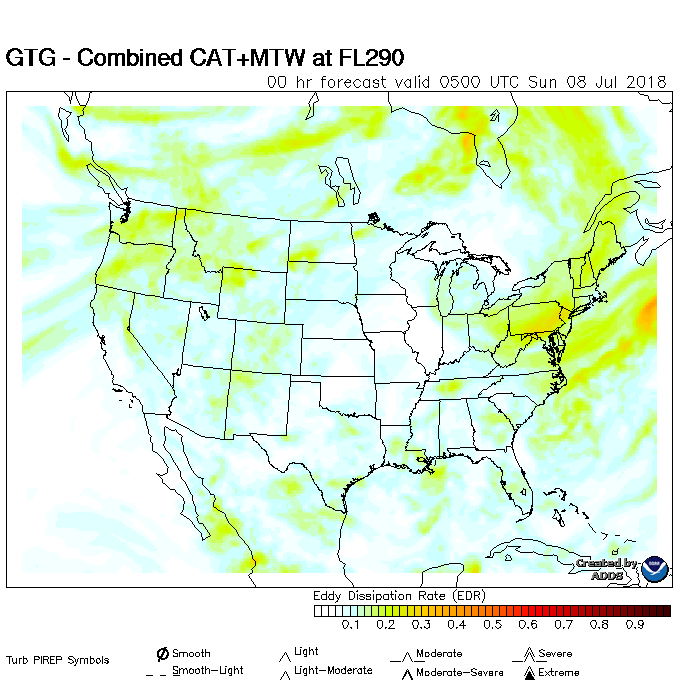 GTG - Combined CAT+MTW at FL290
00 hr forecast valid 0500 UTC Sun 08 Jul 2018
Created by
ADDS
Eddy Dissipation Rate (EDR)
0.1 0.2 0.3 0.4 0.5 0.6 0.7 0.8 0.9
Turb PIREP Symbols
Smooth Light Moderate Severe
Smooth-Light Light-Moderate Moderate-Severe Extreme